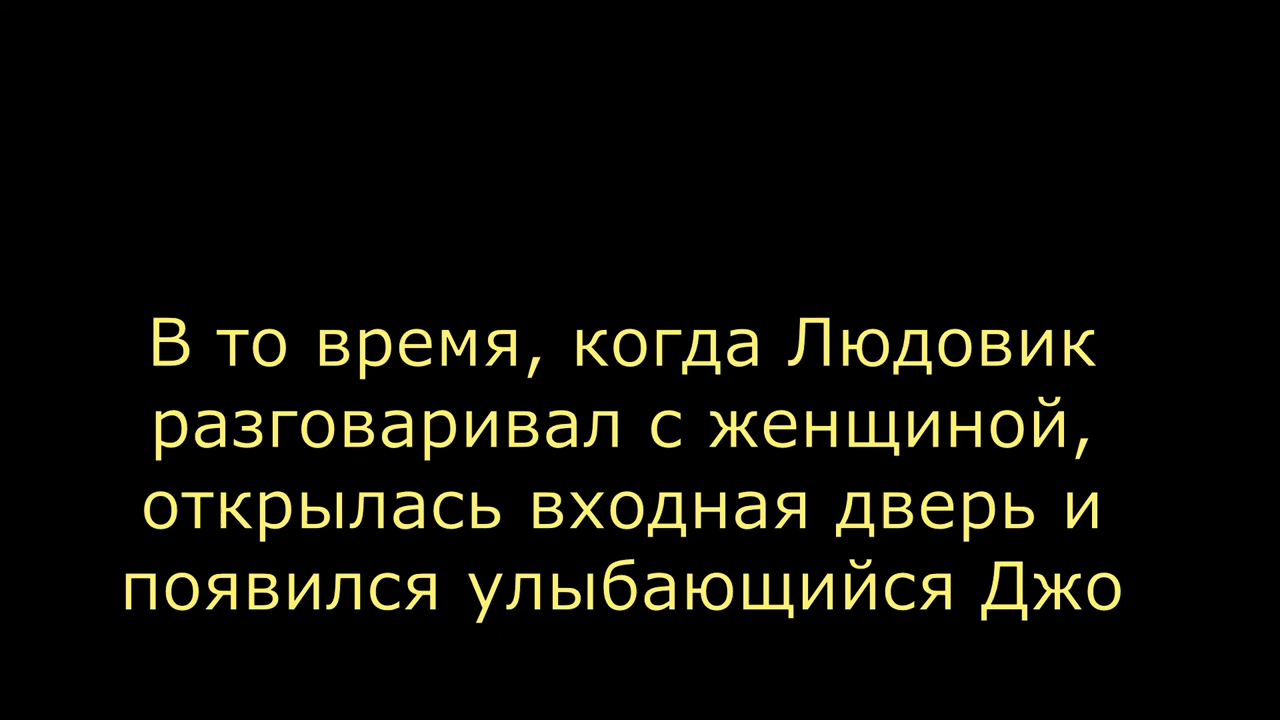 В то время, когда Людовик
разговаривал с женщиной,
открылась входная дверь и
появился улыбающийся Джо